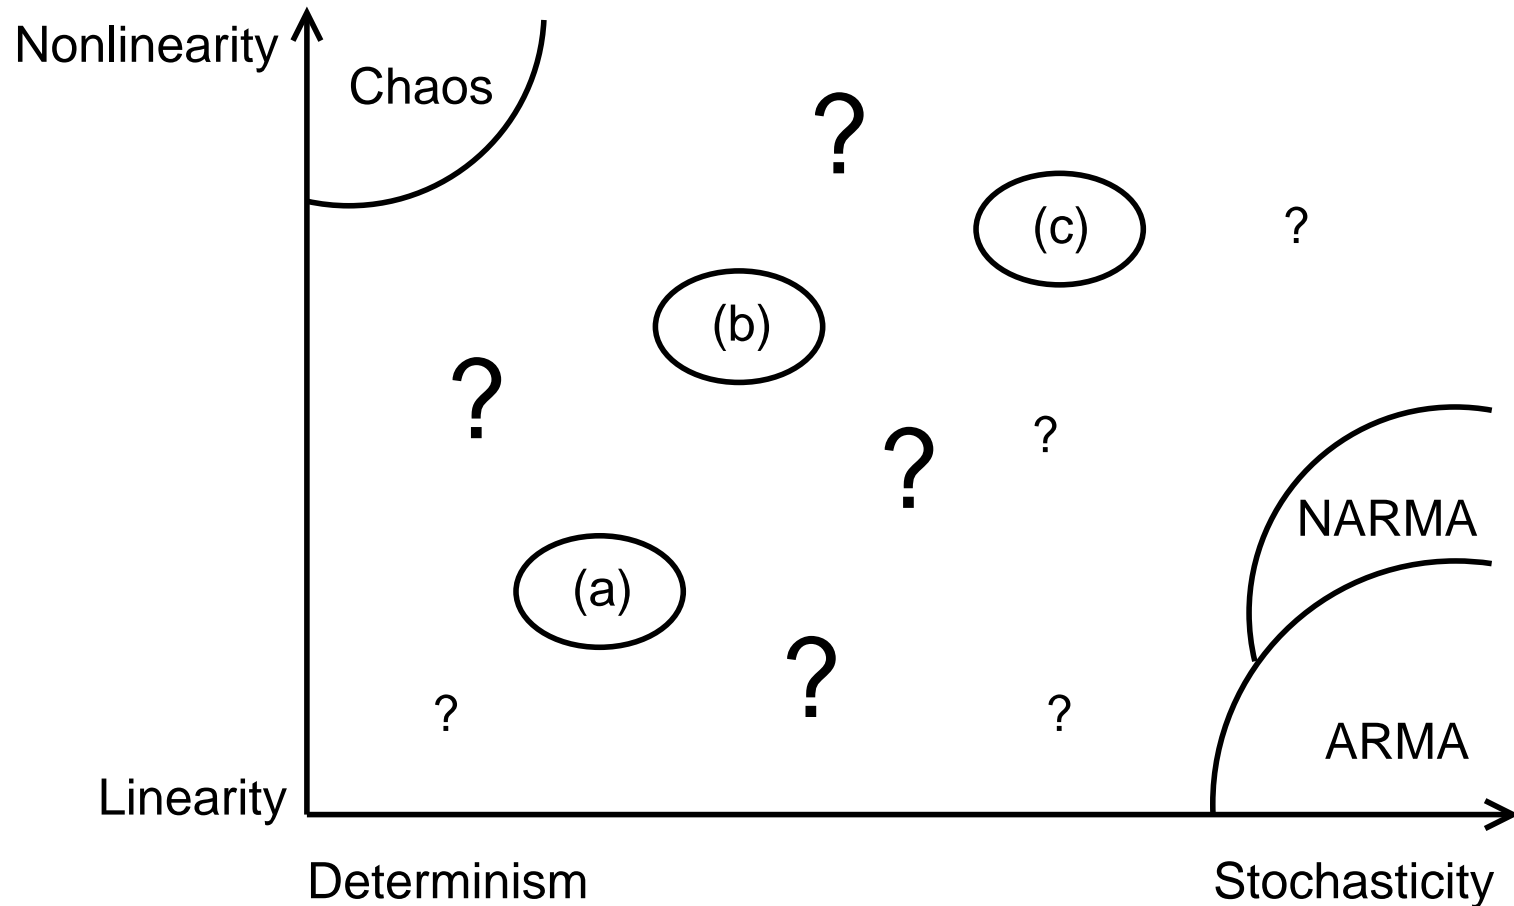 Nonlinearity
Chaos
?
(c)
?
(b)
?
?
?
NARMA
(a)
?
?
?
ARMA
Linearity
Determinism
Stochasticity